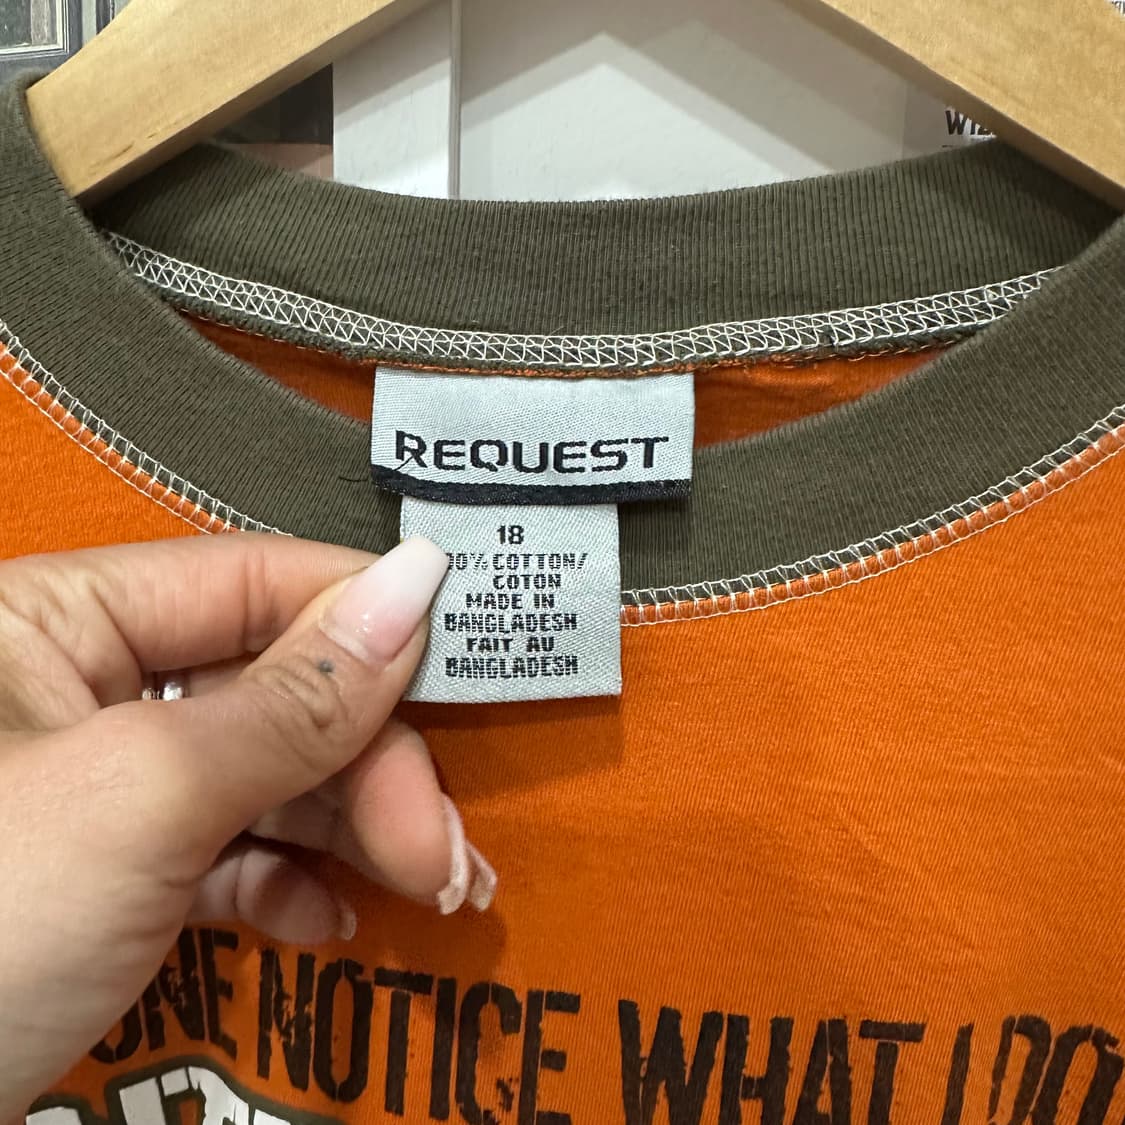 REQUEST
18
00% COTTON/
COTON
MADE IN
BANGLADESH
FAIT AU
BANGLADESH
ONE NOTICE WHAT I DO